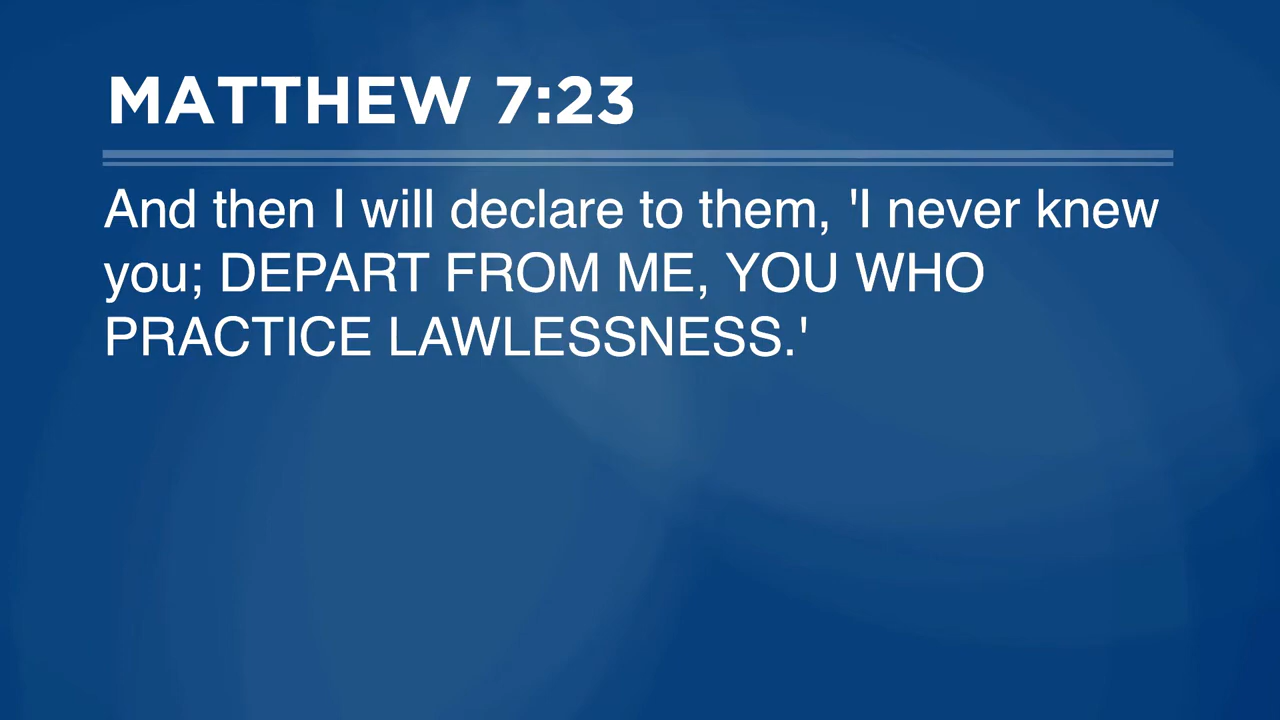 MATTHEW 7:23
And then I will declare to them, 'I never knew
you; DEPART FROM ME, YOU WHO
PRACTICE LAWLESSNESS.'